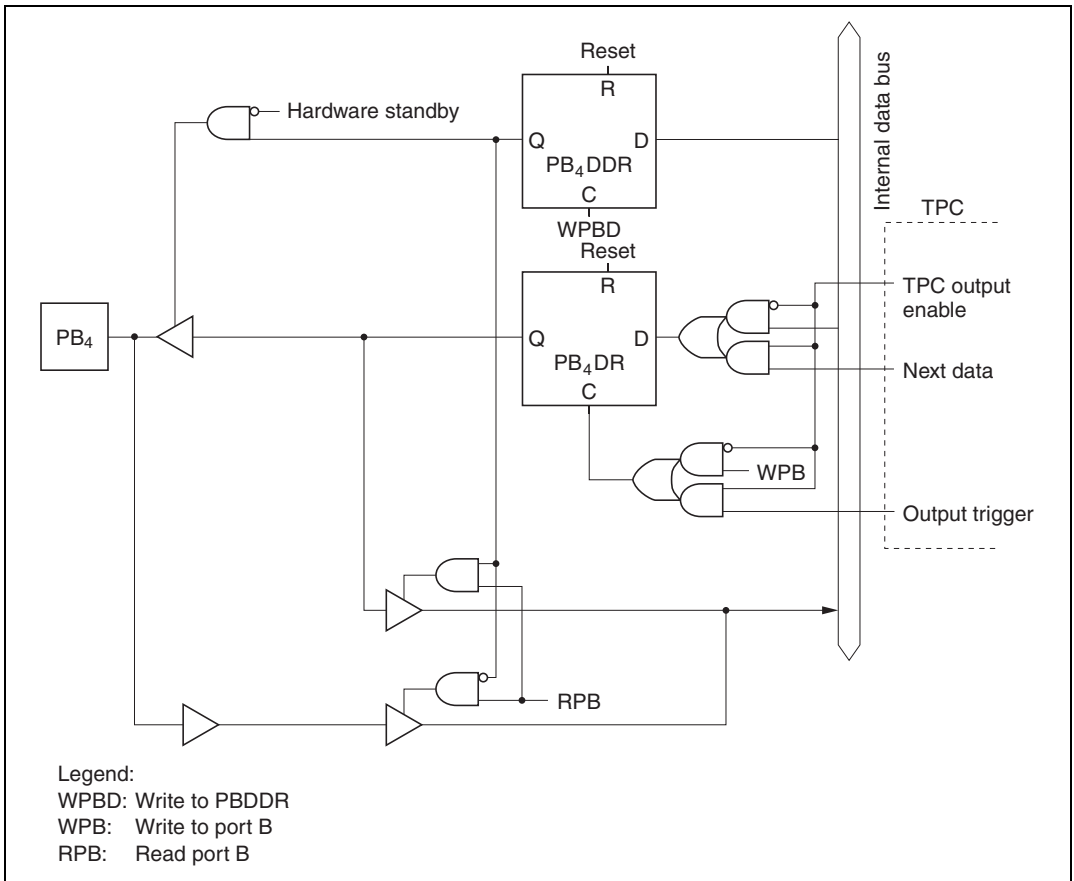 Reset
R
Hardware standby
Q
D
PB₄DDR
C
WPBD
Internal data bus
TPC
Reset
R
TPC output
enable
PB₄
Q
D
PB₄DR
C
Next data
WPB
Output trigger
RPB
Legend:
WPBD: Write to PBDDR
WPB: Write to port B
RPB: Read port B